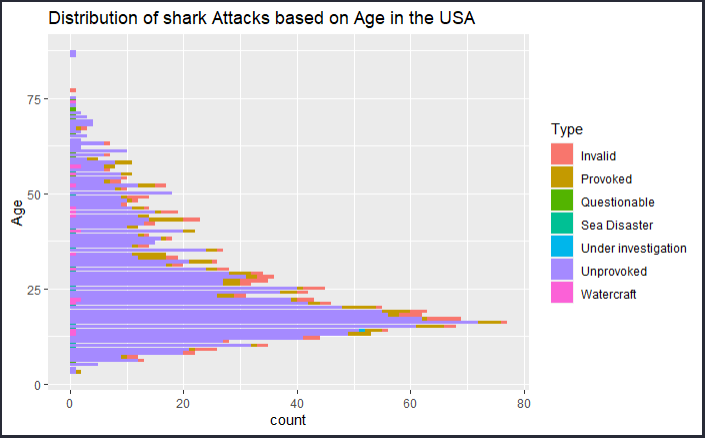 Distribution of shark Attacks based on Age in the USA
Age
75
50
25
0
0
20
40
60
80
count
Type
Invalid
Provoked
Questionable
Sea Disaster
Under investigation
Unprovoked
Watercraft